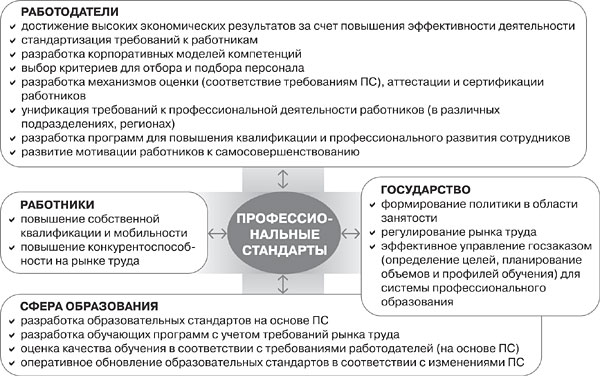 РАБОТОДАТЕЛИ
достижение высоких экономических результатов за счет повышения эффективности деятельности
стандартизация требований к работникам
разработка корпоративных моделей компетенций
выбор критериев для отбора и подбора персонала
разработка механизмов оценки (соответствие требованиям ПС), аттестации и сертификации
работников
унификация требований к профессиональной деятельности работников (в различных
подразделениях, регионах)
разработка программ для повышения квалификации и профессионального развития сотрудников
развитие мотивации работников к самосовершенствованию
РАБОТНИКИ
повышение собственной
квалификации и мобильности
повышение конкурентоспособ-
ности на рынке труда
ПРОФЕССИО-
НАЛЬНЫЕ
СТАНДАРТЫ
ГОСУДАРСТВО
формирование политики в области
занятости
регулирование рынка труда
эффективное управление госзаказом
(определение целей, планирование
объемов и профилей обучения) для
системы профессионального
образования
СФЕРА ОБРАЗОВАНИЯ
разработка образовательных стандартов на основе ПС
разработка обучающих программ с учетом требований рынка труда
оценка качества обучения в соответствии с требованиями работодателей (на основе ПС)
оперативное обновление образовательных стандартов в соответствии с изменениями ПС